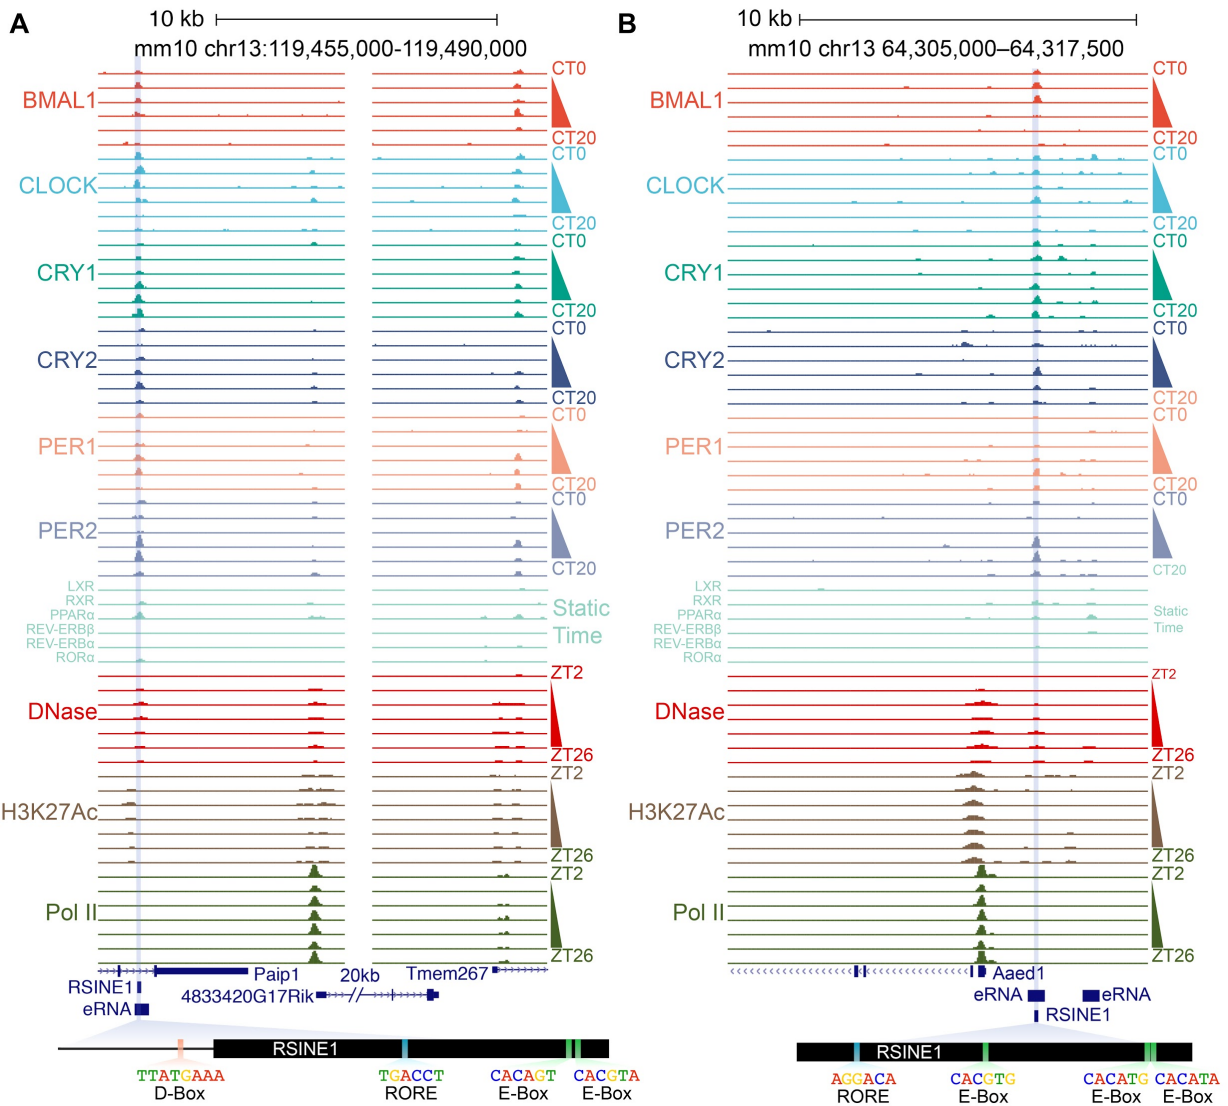 A
10 kb
mm10 chr13:119,455,000-119,490,000
CT0
BMAL1
CT20
CT0
CLOCK
CT20
CT0
CRY1
CT20
CT0
CRY2
CT20
CT0
PER1
CT20
CT0
PER2
CT20
LXR
RXR
PPARα
REV-ERBβ
REV-ERBα
RORα
Static
Time
ZT2
DNase
ZT26
ZT2
H3K27Ac
ZT26
ZT2
Pol II
ZT26
Paip1
20kb
Tmem267
RSINE1
4833420G17Rik
eRNA
RSINE1
TTATGAAA
TGACCT
CACAGT
CACGTA
D-Box
RORE
E-Box
E-Box
B
10 kb
mm10 chr13 64,305,000–64,317,500
CT0
BMAL1
CT20
CT0
CLOCK
CT20
CT0
CRY1
CT20
CT0
CRY2
CT20
CT0
PER1
CT20
CT0
PER2
CT20
LXR
RXR
PPARα
REV-ERBβ
REV-ERBα
RORα
Static
Time
ZT2
DNase
ZT26
ZT2
H3K27Ac
ZT26
ZT2
Pol II
ZT26
Aaed1
eRNA
eRNA
RSINE1
RSINE1
AGGACA
CACGTG
CACATG
CACATA
RORE
E-Box
E-Box
E-Box